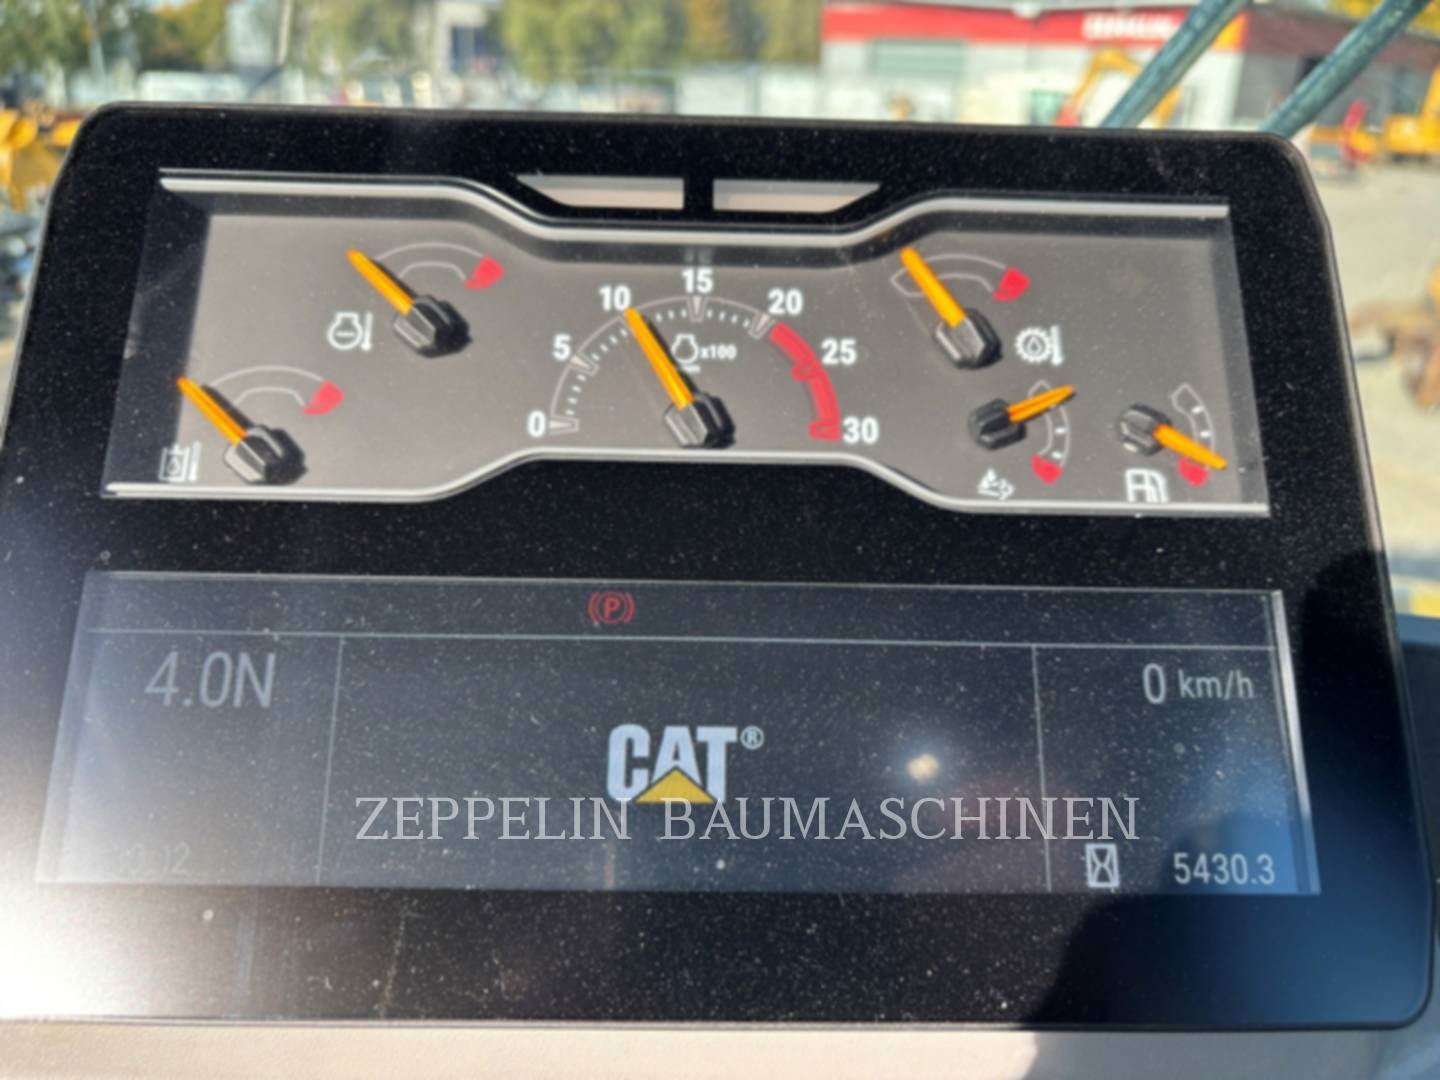 0 5 10 15 20 25 30
x100
P
4.0N
0 km/h
CAT®
ZEPPELIN BAUMASCHINEN
5430.3